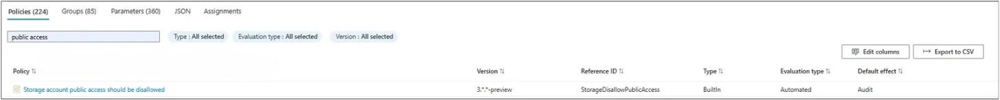 Policies (224) Groups (85) Parameters (360) JSON Assignments
public access Type : All selected Evaluation type : All selected Version : All selected
Edit columns Export to CSV
Policy Version Reference ID Type Evaluation type Default effect
Storage account public access should be disallowed 3.*.*-preview StorageDisallowPublicAccess BuiltIn Automated Audit